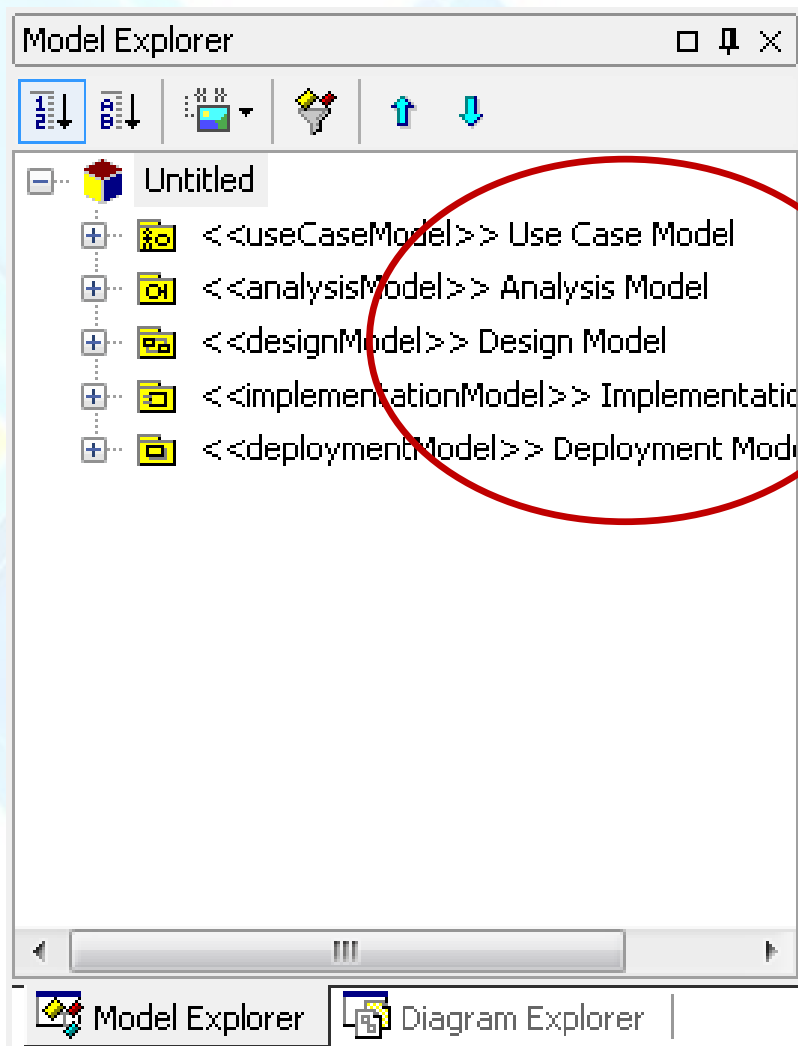 Model Explorer
Untitled
<<useCaseModel>> Use Case Model
<<analysisModel>> Analysis Model
<<designModel>> Design Model
<<implementationModel>> Implementatio
<<deploymentModel>> Deployment Mod
Model Explorer Diagram Explorer